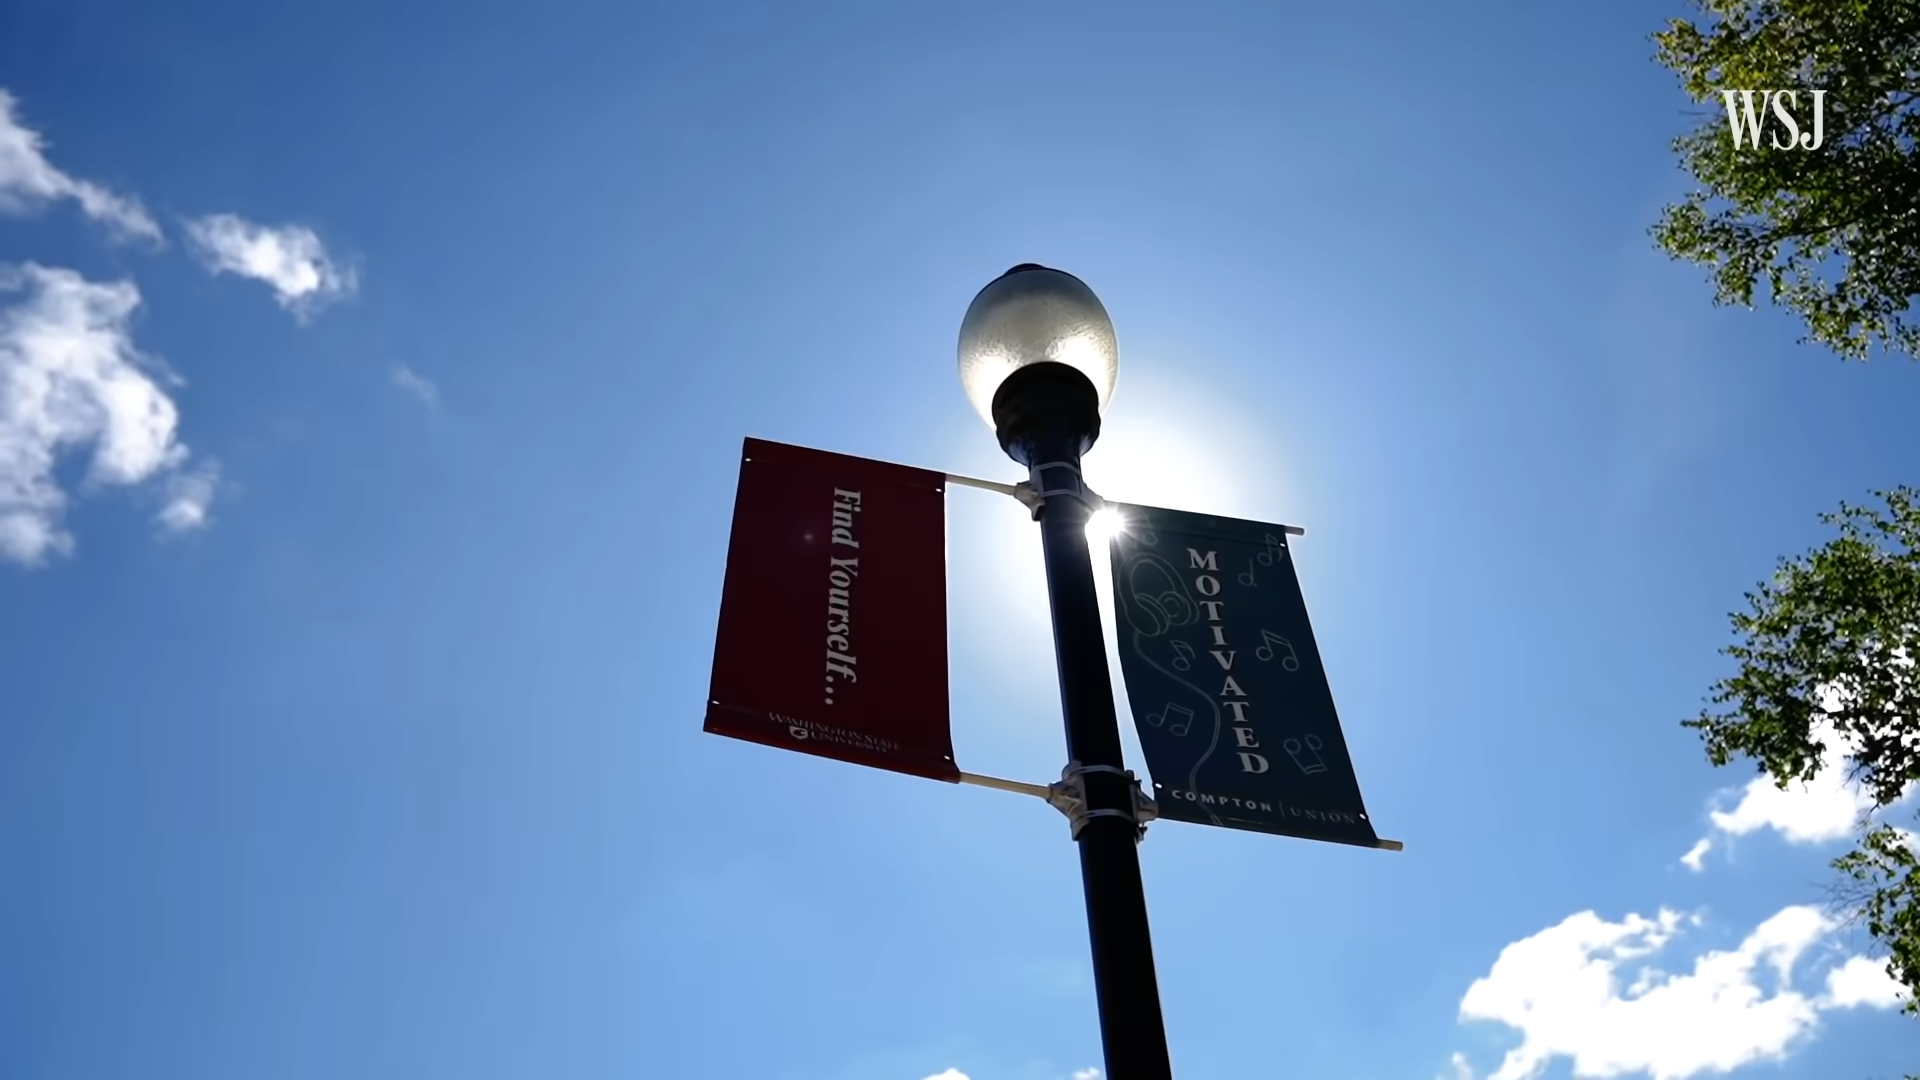 WSJ
Find Yourself...
WASHINGTON STATE
UNIVERSITY
MOTIVATED
COMPTON | UNION